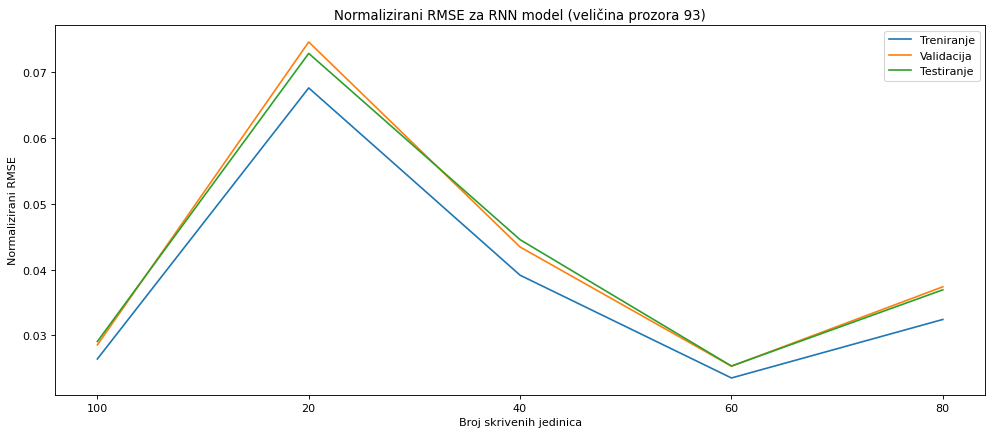 Normalizirani RMSE za RNN model (veličina prozora 93)
Treniranje
Validacija
Testiranje
Normalizirani RMSE
0.07
0.06
0.05
0.04
0.03
100
20
40
60
80
Broj skrivenih jedinica